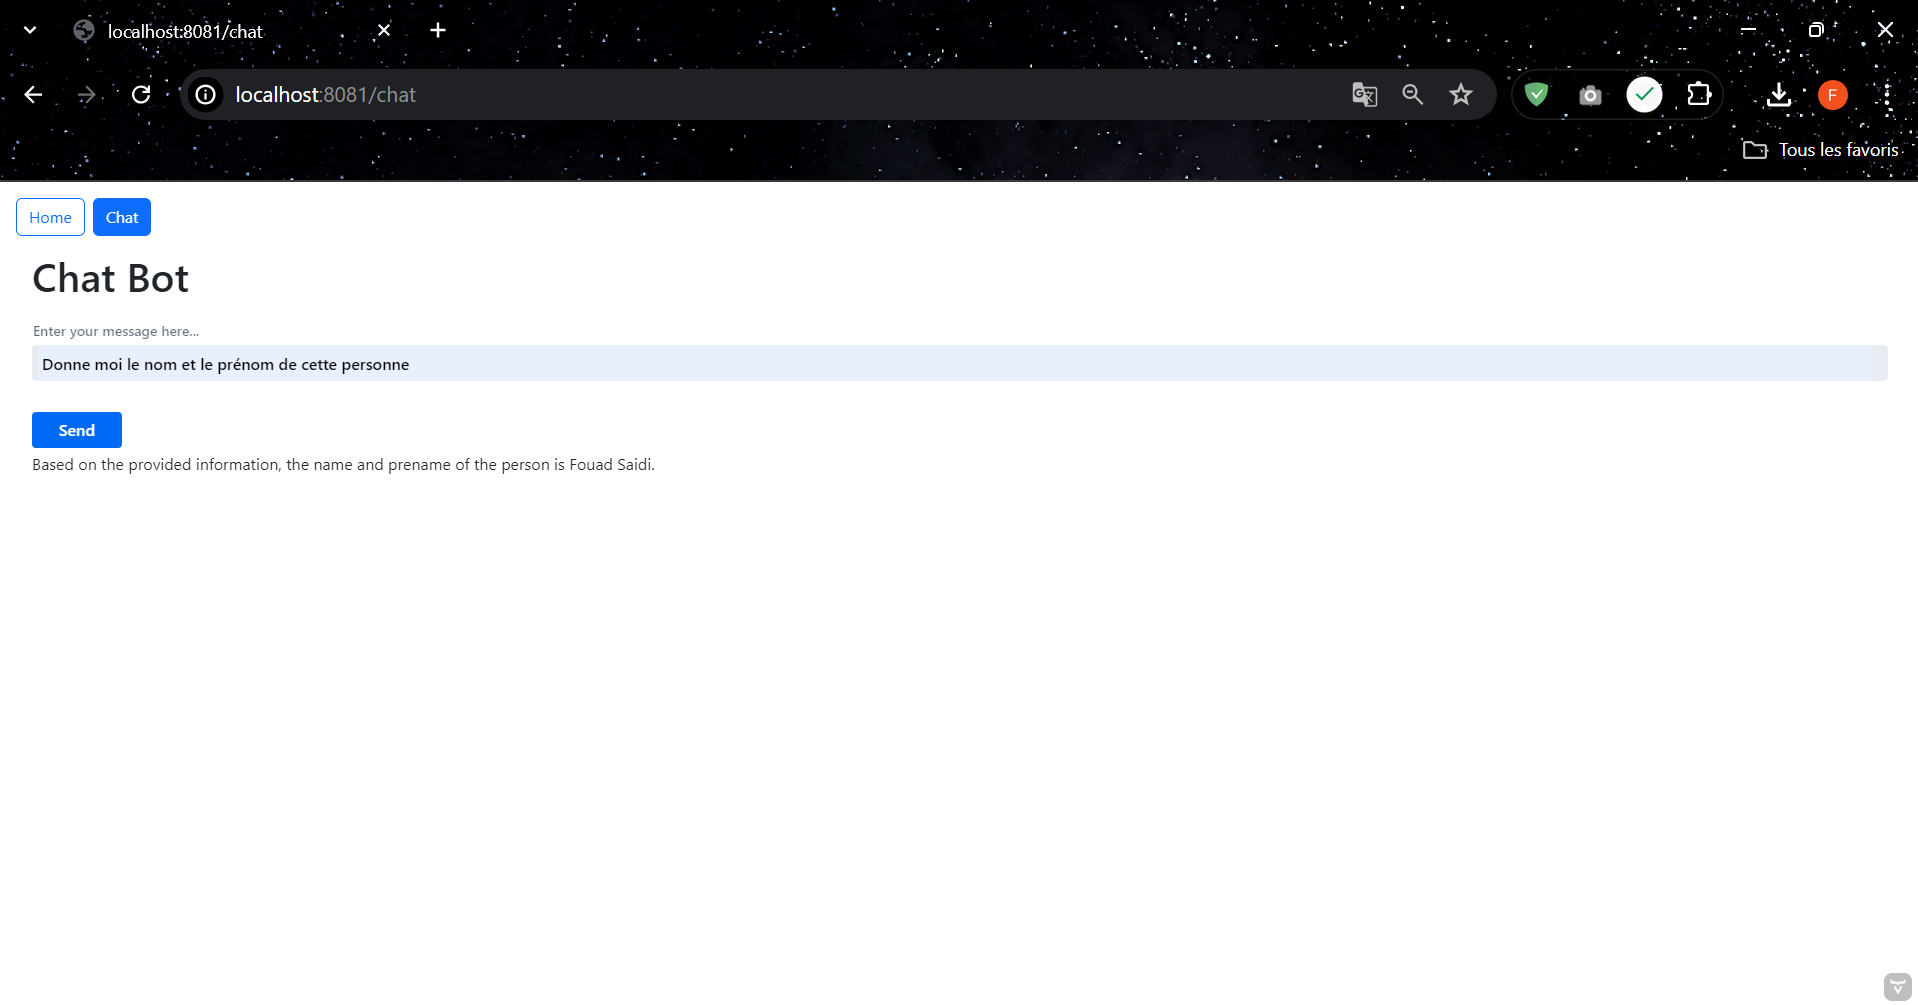 localhost:8081/chat
localhost:8081/chat
F
Tous les favoris
Home
Chat
Chat Bot
Enter your message here...
Donne moi le nom et le prénom de cette personne
Send
Based on the provided information, the name and prename of the person is Fouad Saidi.